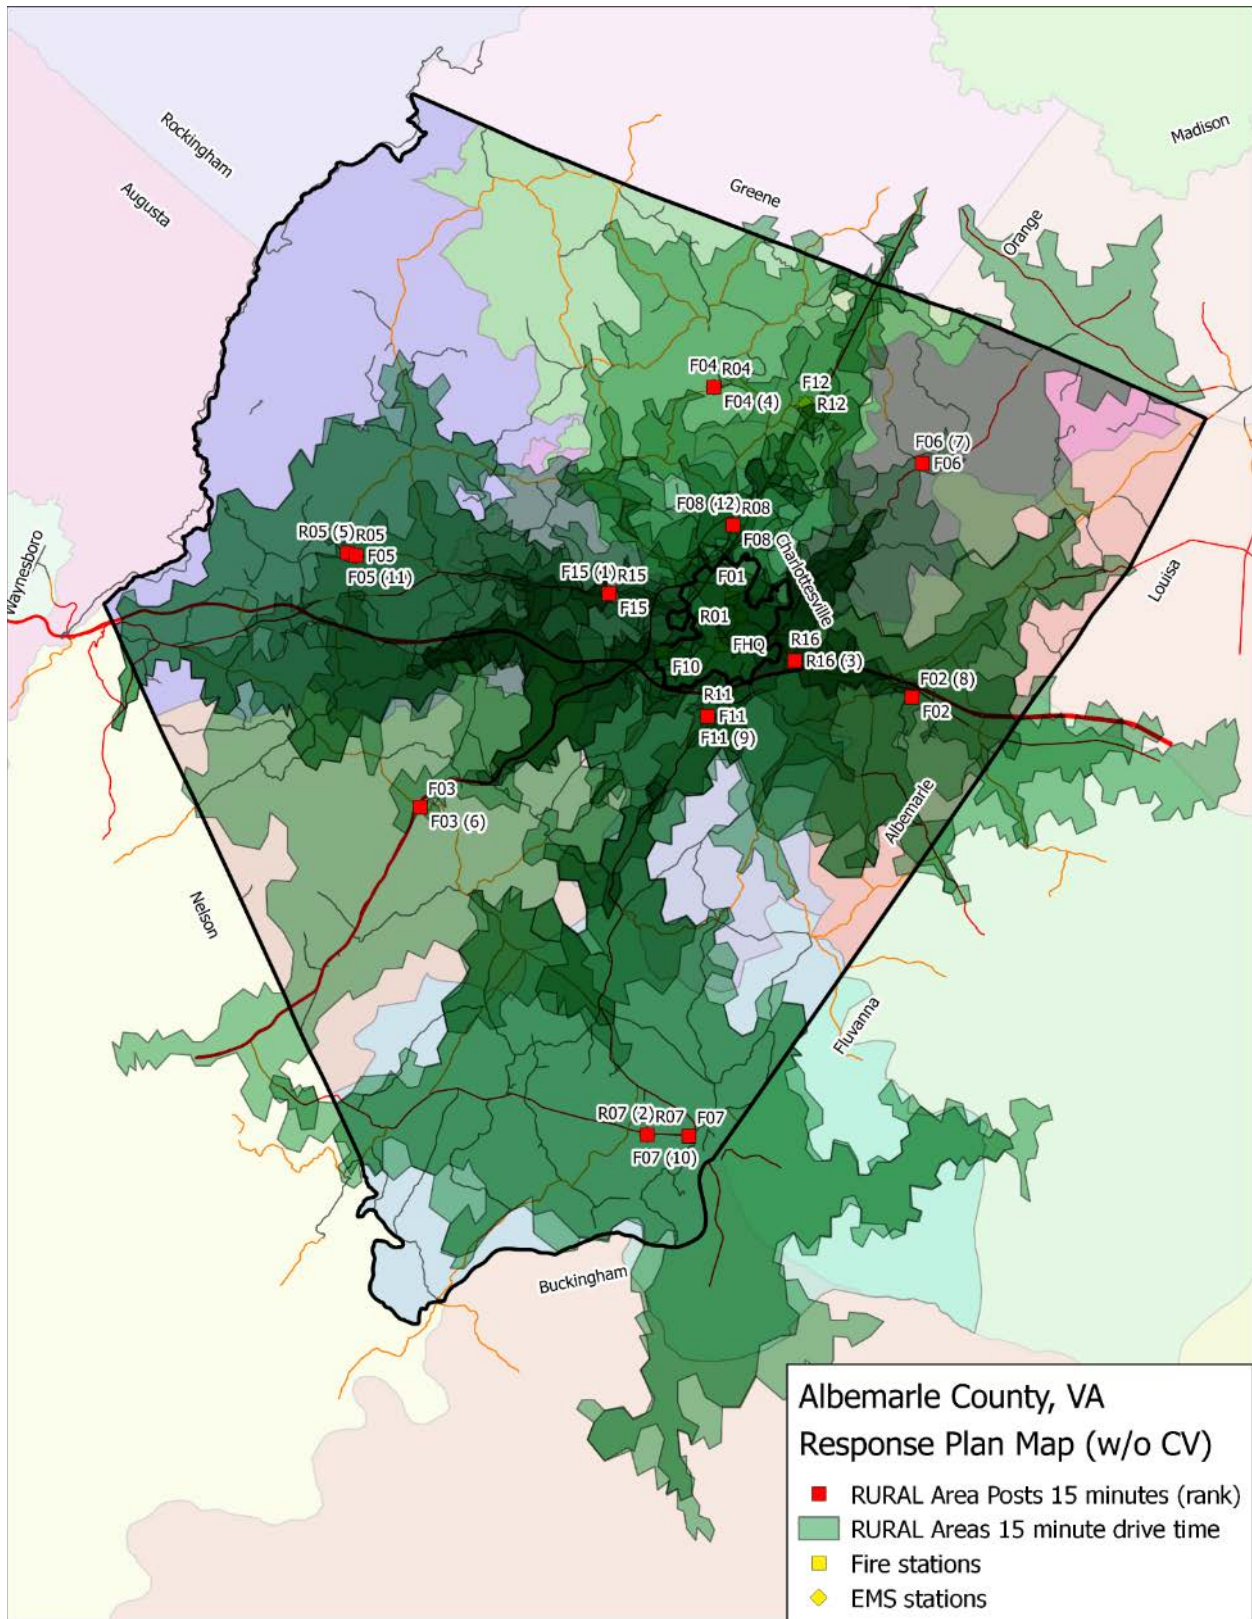 Rockingham
Madison
Augusta
Greene
Orange
F04 R04
F04 (4)
F12
R12
F06 (7)
F06
F08 (12) R08
F08
R05 (5) R05
F05
F05 (11)
Charlottesville
Waynesboro
F15 (1) R15
F15
F01
R01
Louisa
FHQ
R16
R16 (3)
F10
R11
F11
F11 (9)
F02 (8)
F02
F03
F03 (6)
Albemarle
Nelson
Fluvanna
R07 (2) R07
F07
F07 (10)
Buckingham
Albemarle County, VA
Response Plan Map (w/o CV)
RURAL Area Posts 15 minutes (rank)
RURAL Areas 15 minute drive time
Fire stations
EMS stations